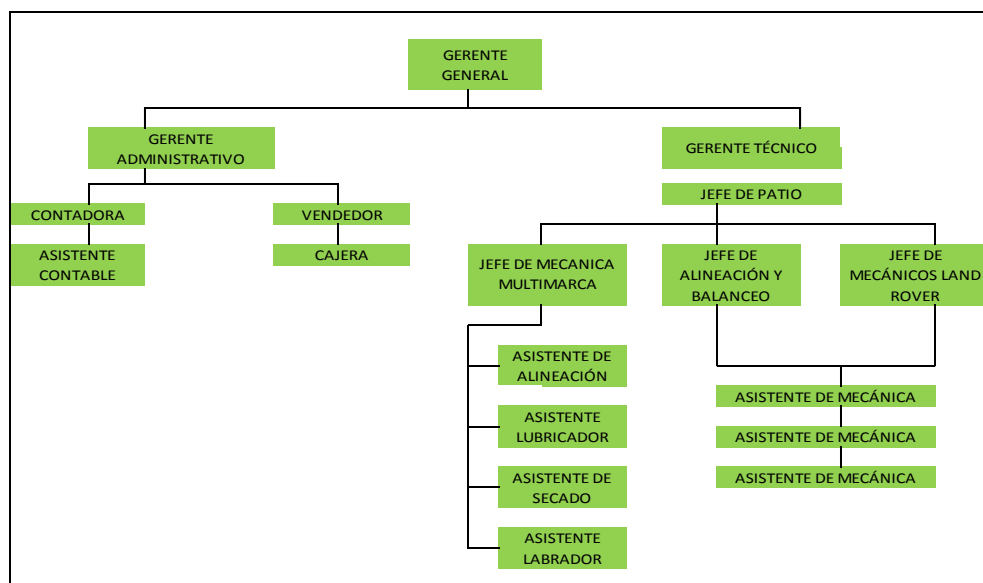 GERENTE
GENERAL
GERENTE
ADMINISTRATIVO
GERENTE TÉCNICO
JEFE DE PATIO
CONTADORA
VENDEDOR
ASISTENTE
CONTABLE
CAJERA
JEFE DE MECANICA
MULTIMARCA
JEFE DE
ALINEACIÓN Y
BALANCEO
JEFE DE
MECÁNICOS LAND
ROVER
ASISTENTE DE
ALINEACIÓN
ASISTENTE
LUBRICADOR
ASISTENTE DE
SECADO
ASISTENTE
LABRADOR
ASISTENTE DE MECÁNICA
ASISTENTE DE MECÁNICA
ASISTENTE DE MECÁNICA